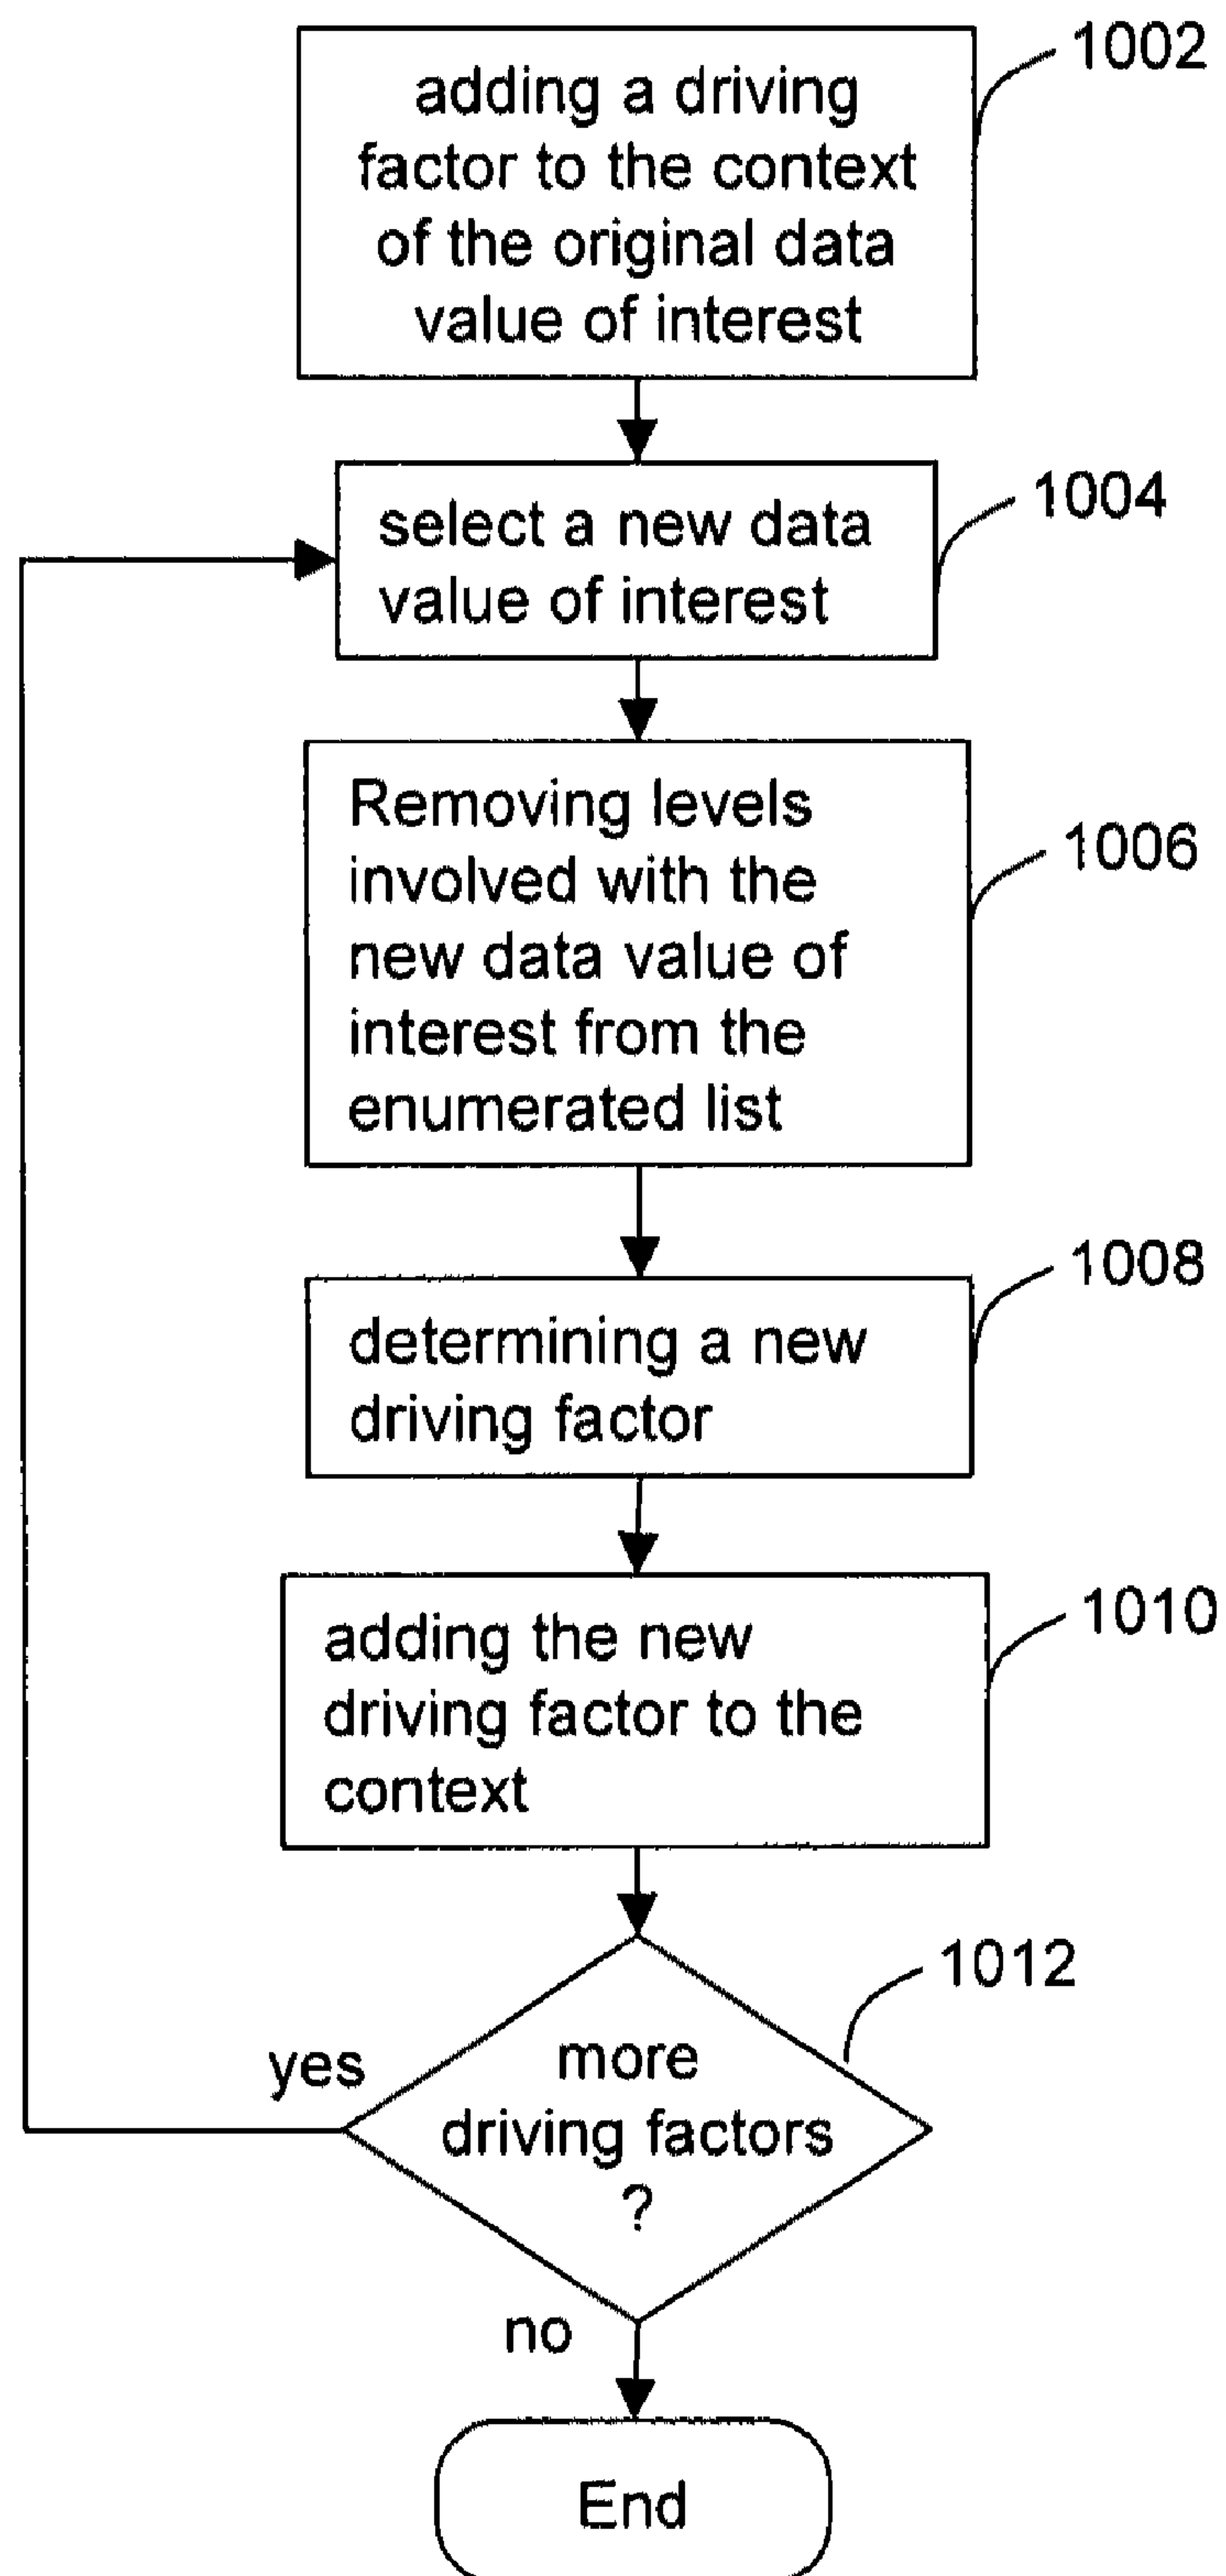 1002
adding a driving
factor to the context
of the original data
value of interest
1004
select a new data
value of interest
Removing levels
involved with the
new data value of
interest from the
enumerated list
1006
determining a new
driving factor
1008
adding the new
driving factor to the
context
1010
1012
more
driving factors
?
yes
no
End